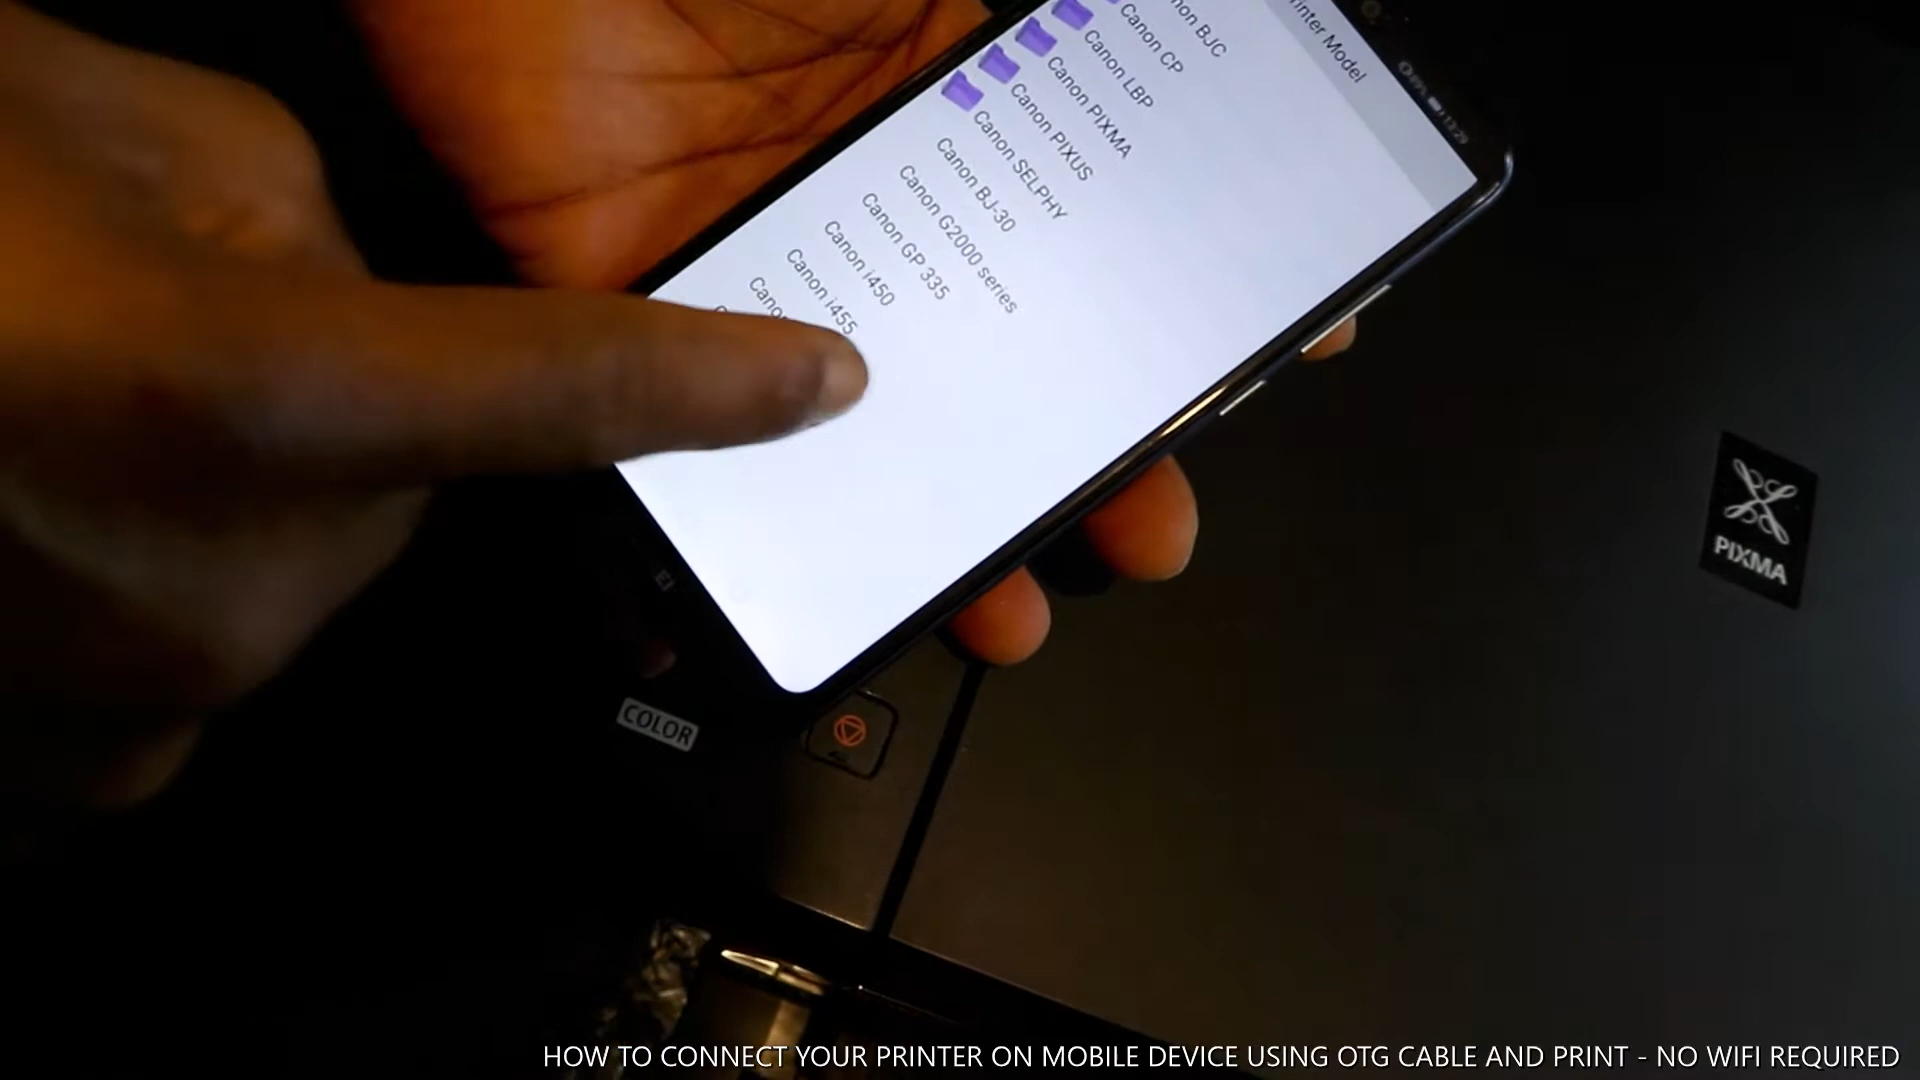 rinter Model
non BJC
Canon CP
Canon LBP
Canon PIXMA
Canon PIXUS
Canon SELPHY
Canon BJ-30
Canon G2000 series
Canon GP 335
Canon i450
Canon i455
Canon
PIXMA
COLOR
HOW TO CONNECT YOUR PRINTER ON MOBILE DEVICE USING OTG CABLE AND PRINT - NO WIFI REQUIRED